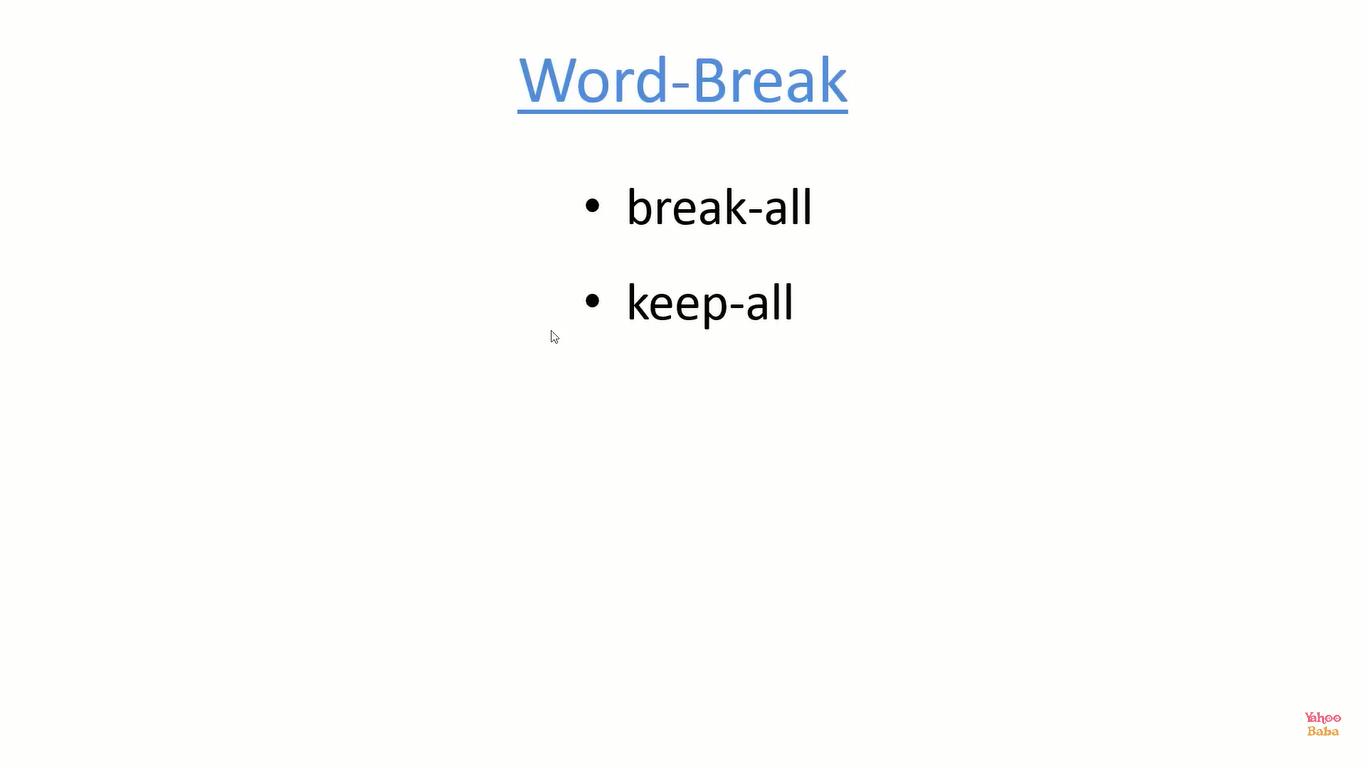 Word-Break
• break-all
• keep-all
Yahoo
Baba